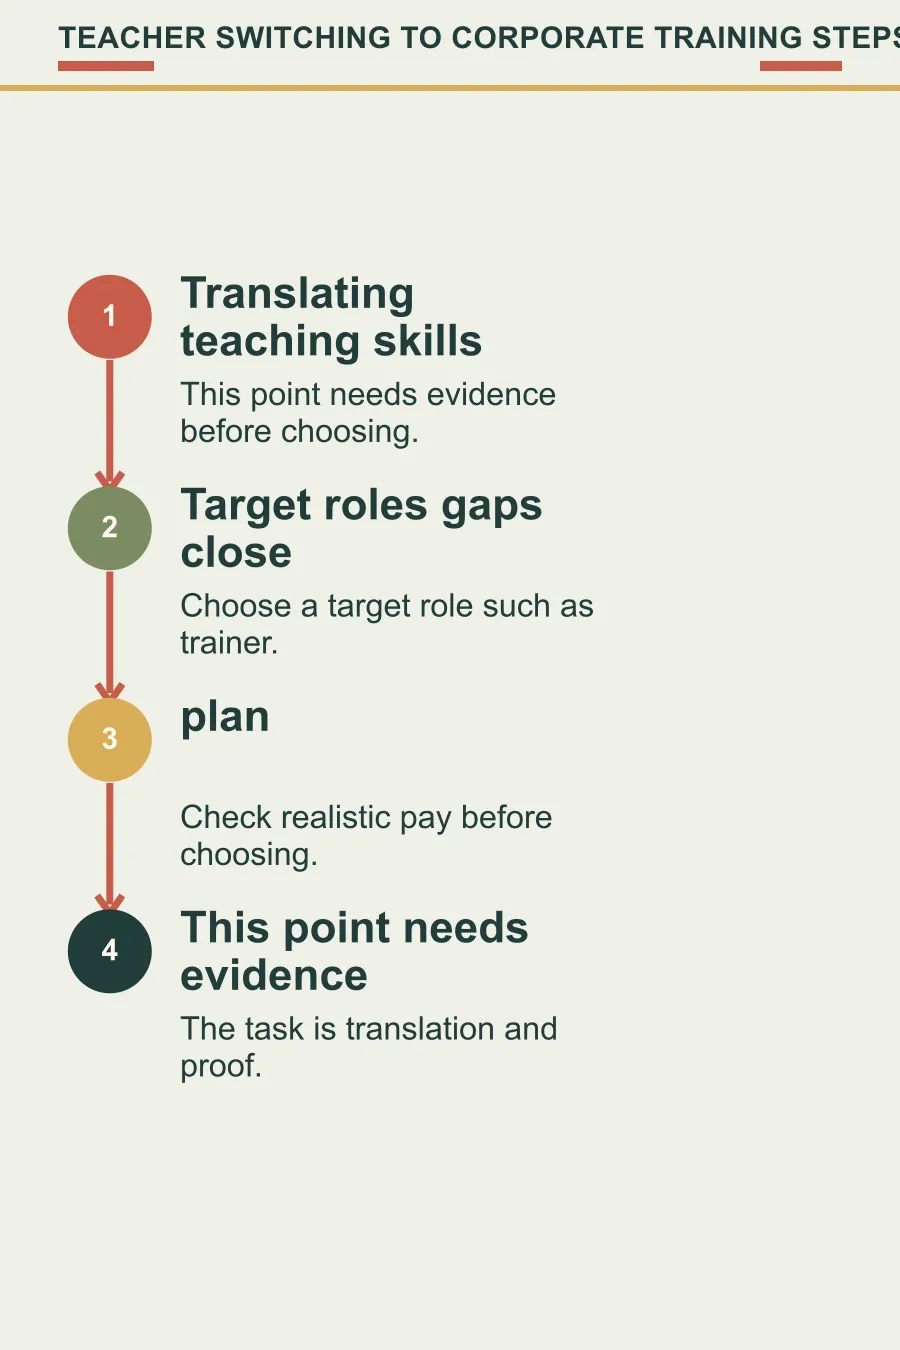 TEACHER SWITCHING TO CORPORATE TRAINING STEPS
1
Translating
teaching skills
This point needs evidence
before choosing.
2
Target roles gaps
close
Choose a target role such as
trainer.
3
plan
Check realistic pay before
choosing.
4
This point needs
evidence
The task is translation and
proof.